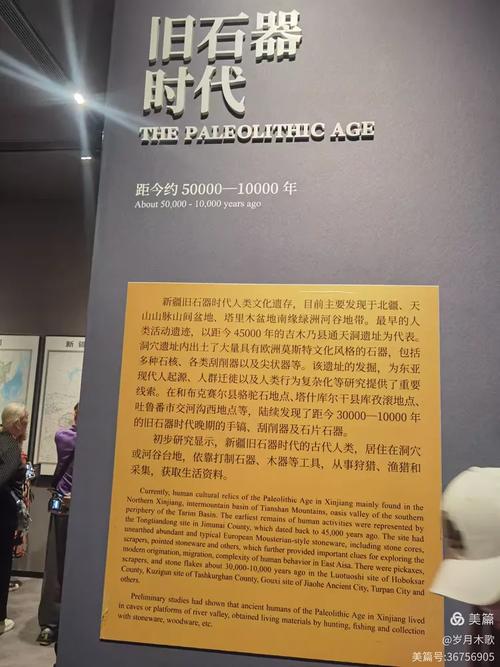 旧石器
时代
THE PALEOLITHIC AGE
距今约 50000—10000 年
About 50,000 - 10,000 years ago
新疆旧石器时代人类文化遗存，目前主要发现于北疆、天
山山脉山间盆地、塔里木盆地南缘绿洲河谷地带。最早的人
类活动遗迹，以距今 45000 年的吉木乃县通天洞遗址为代表。
洞穴遗址内出土了大量具有欧洲莫斯特文化风格的石器，包括
多种石核、各类刮削器以及尖状器等。该遗址的发掘，为东亚
现代人起源、人群迁徙以及人类行为复杂化等研究提供了重要
线索。在和布克赛尔县骆驼石地点、塔什库尔干县库孜滚地点、
吐鲁番市交河沟西地点等，陆续发现了距今 30000—10000 年
的旧石器时代晚期的手镐、刮削器及石片石器。
初步研究显示，新疆旧石器时代的古代人类，居住在洞穴
或河谷台地，依靠打制石器、木器等工具，从事狩猎、渔猎和
采集，获取生活资料。
Currently, human cultural relics of the Paleolithic Age in Xinjiang mainly found in the
Northern Xinjiang, intermountain basin of Tianshan Mountains, oasis valley of the southern
periphery of the Tarim Basin. The earliest remains of human activities were represented by
the Tongtiandong site in Jimunai County, which dated back to 45,000 years ago. The site had
unearthed abundant and typical European Mousterian-style stoneware, including stone cores,
scrapers, pointed stoneware and others, which further provided important clues for exploring the
modern origination, migration, complexity of human behavior in East Aisa. There were pickaxes,
scrapers, and stone flakes about 30,000-10,000 years ago in the Luotuoshi site of Hoboksar
County, Kuzigun site of Tashkurghan County, Gouxi site of Jiaohe Ancient City, Turpan City and
others.
Preliminary studies had shown that ancient humans of the Paleolithic Age in Xinjiang lived
in caves or platforms of river valley, obtained living materials by hunting, fishing and collection
with stoneware, woodware, etc.
美篇
@岁月木歌
美篇号:36756905